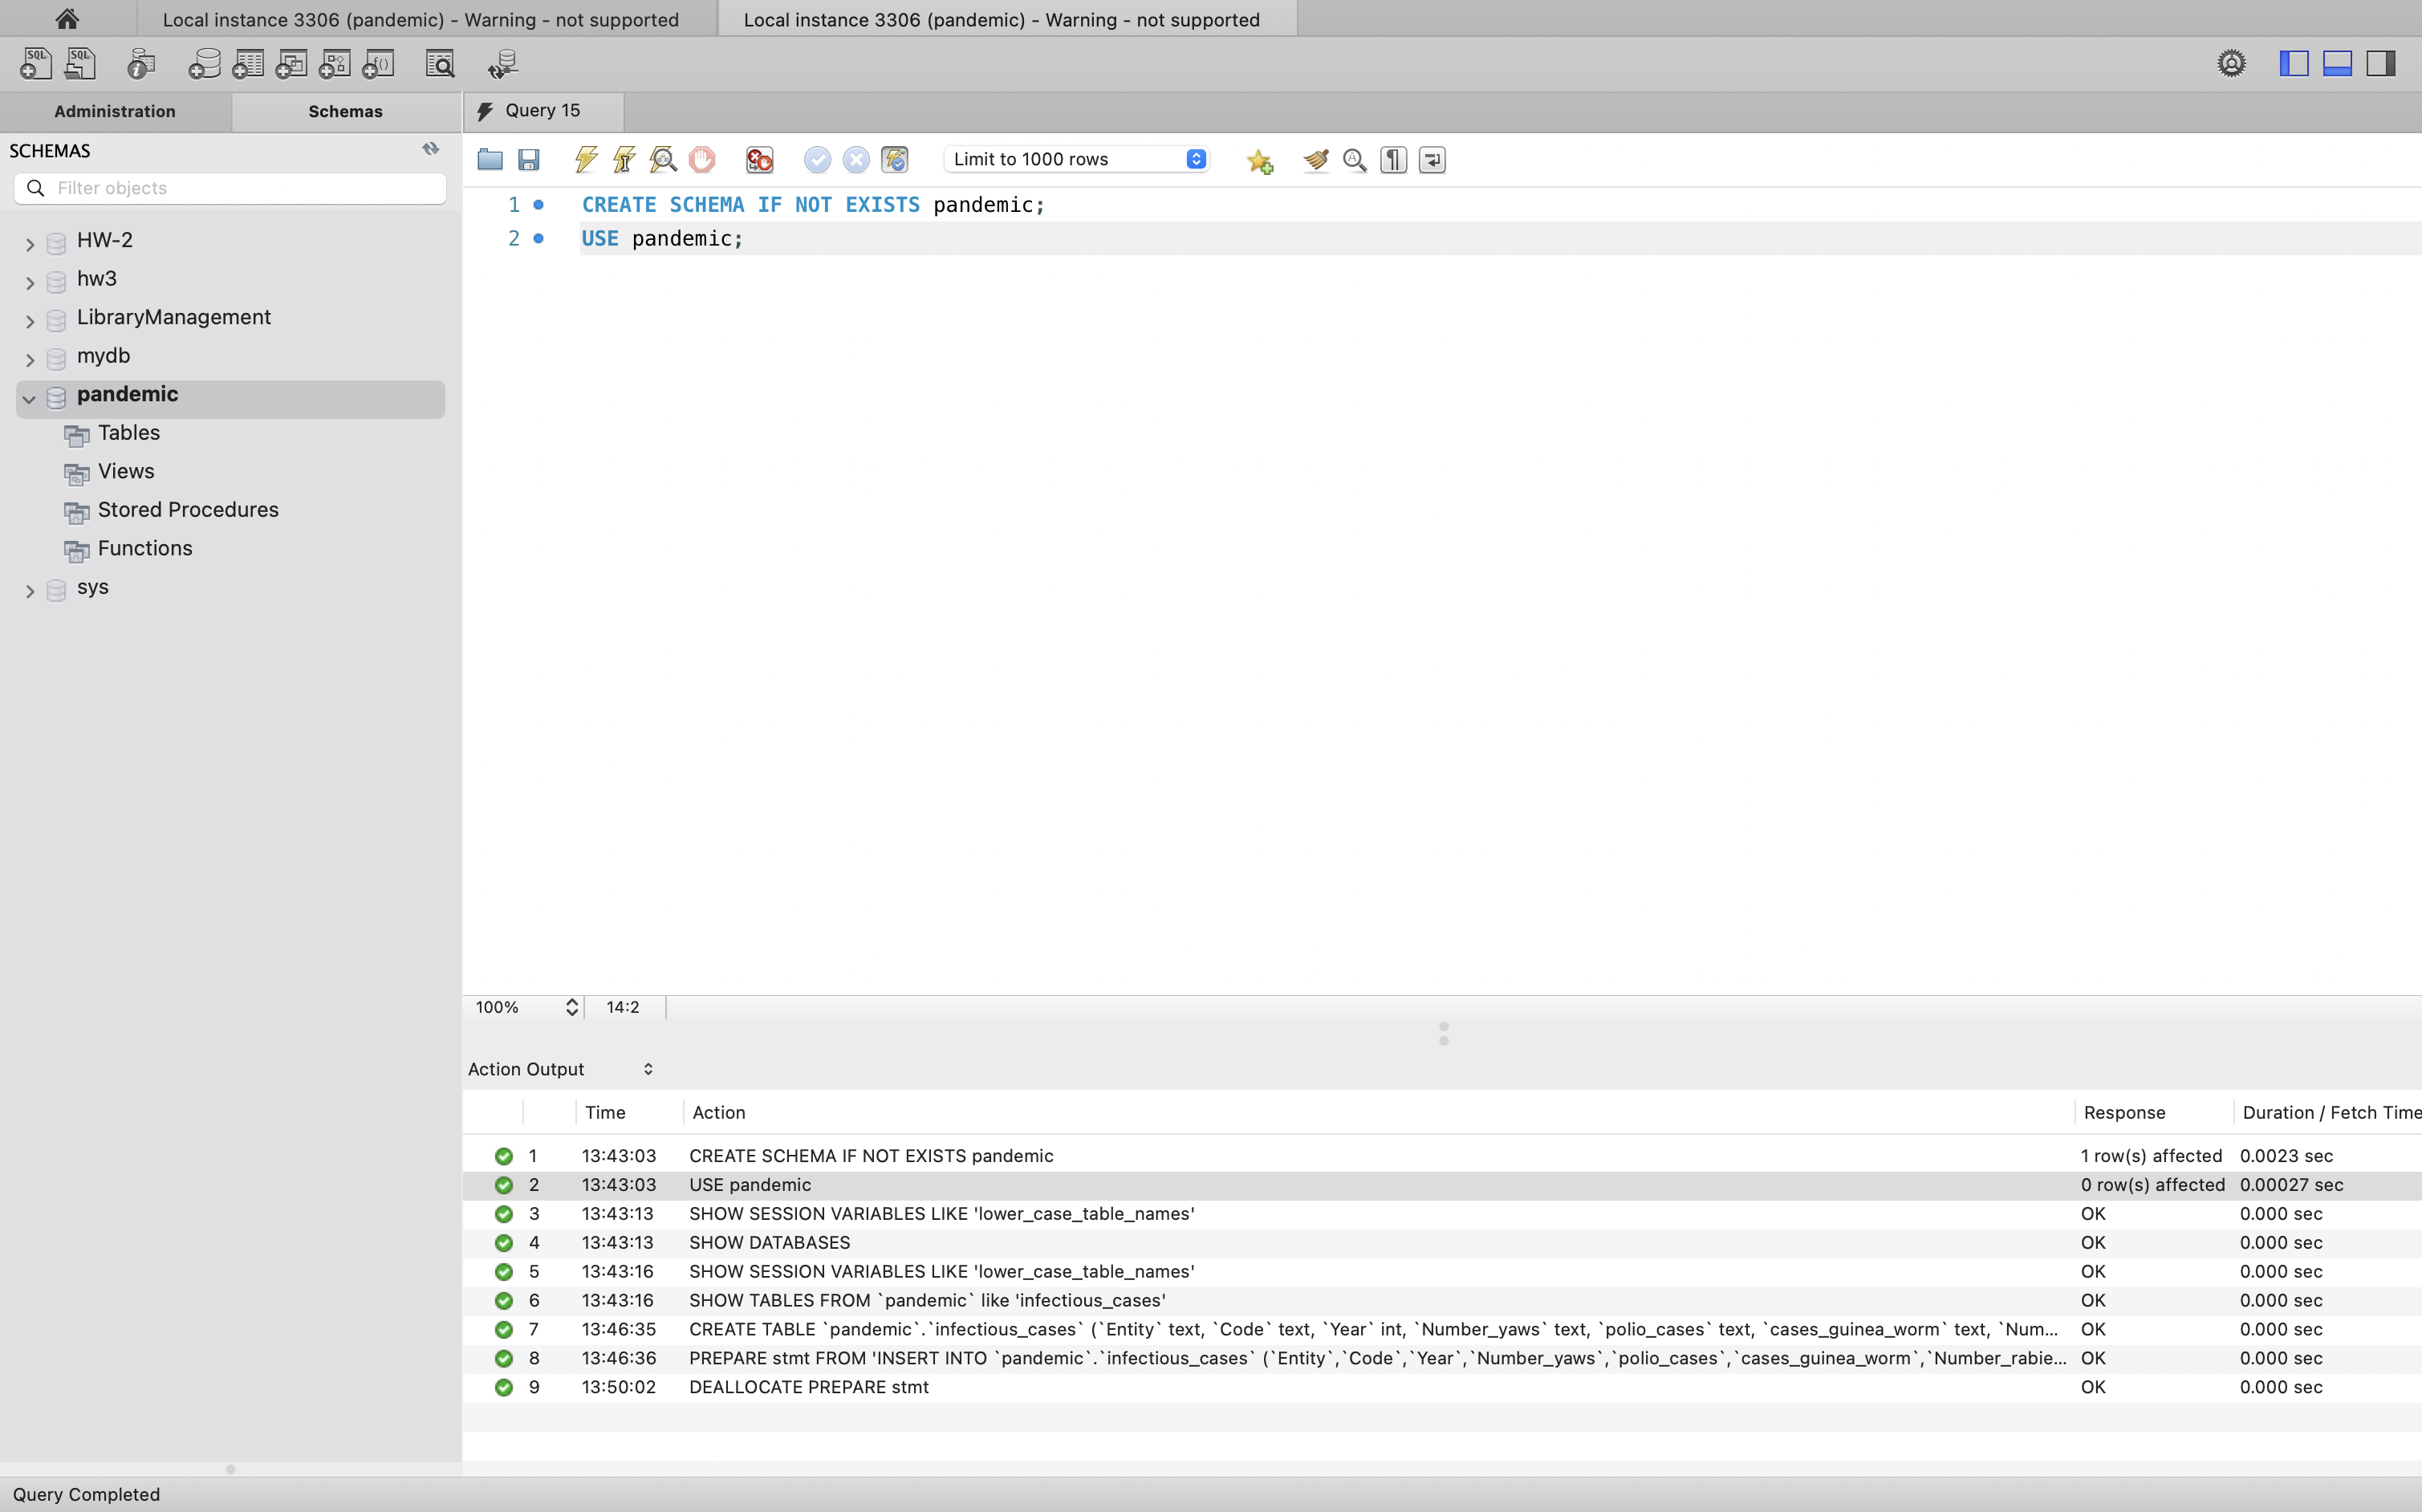 Local instance 3306 (pandemic) - Warning - not supported
Local instance 3306 (pandemic) - Warning - not supported
Administration
Schemas
Query 15
SCHEMAS
Filter objects
Limit to 1000 rows
HW-2
hw3
LibraryManagement
mydb
pandemic
Tables
Views
Stored Procedures
Functions
sys
1 CREATE SCHEMA IF NOT EXISTS pandemic;
2 USE pandemic;
100% 14:2
Action Output
Time Action Response Duration / Fetch Time
1 13:43:03 CREATE SCHEMA IF NOT EXISTS pandemic 1 row(s) affected 0.0023 sec
2 13:43:03 USE pandemic 0 row(s) affected 0.00027 sec
3 13:43:13 SHOW SESSION VARIABLES LIKE 'lower_case_table_names' OK 0.000 sec
4 13:43:13 SHOW DATABASES OK 0.000 sec
5 13:43:16 SHOW SESSION VARIABLES LIKE 'lower_case_table_names' OK 0.000 sec
6 13:43:16 SHOW TABLES FROM `pandemic` like 'infectious_cases' OK 0.000 sec
7 13:46:35 CREATE TABLE `pandemic`.`infectious_cases` (`Entity` text, `Code` text, `Year` int, `Number_yaws` text, `polio_cases` text, `cases_guinea_worm` text, `Num... OK 0.000 sec
8 13:46:36 PREPARE stmt FROM 'INSERT INTO `pandemic`.`infectious_cases` (`Entity`,`Code`,`Year`,`Number_yaws`,`polio_cases`,`cases_guinea_worm`,`Number_rabie... OK 0.000 sec
9 13:50:02 DEALLOCATE PREPARE stmt OK 0.000 sec
Query Completed